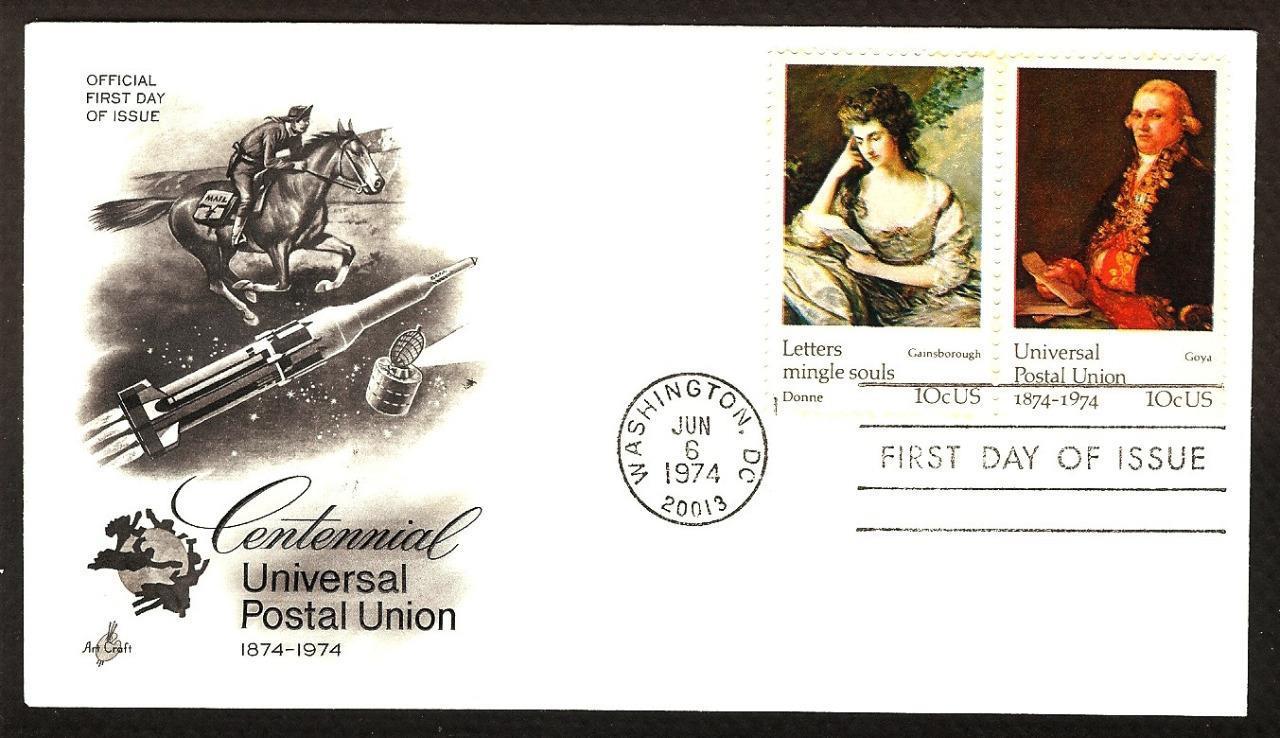 OFFICIAL
FIRST DAY
OF ISSUE
MAIL
Centennial
Universal
Postal Union
1874-1974
Art Craft
Letters
mingle souls
Gainsborough
Donne
10c US
Universal
Postal Union
Goya
1874-1974
10c US
WASHINGTON, DC
JUN
6
1974
20013
FIRST DAY OF ISSUE